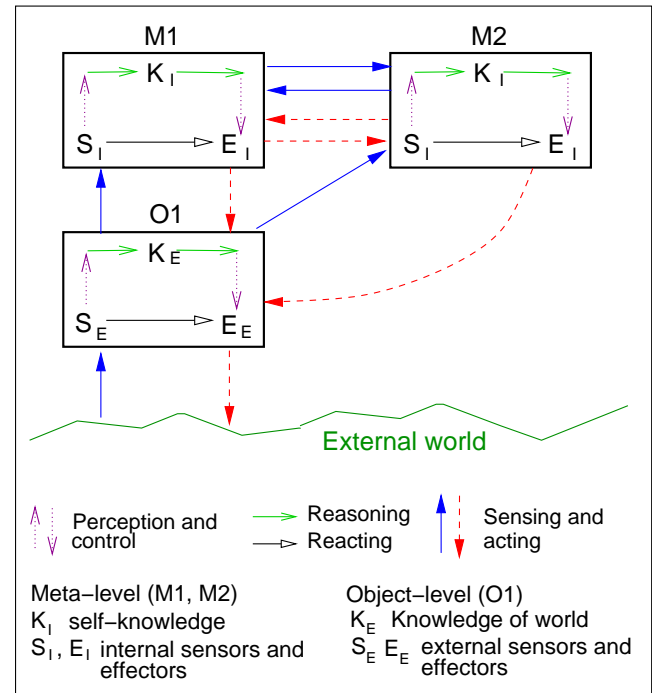 M1 M2
K I K I
S I E I S I E I
O1
K E
S E E E
External world
Perception and control
Reasoning
Reacting
Sensing and acting
Meta−level (M1, M2)
K I self−knowledge
S I , E I internal sensors and
effectors
Object−level (O1)
K E Knowledge of world
S E E E external sensors and
effectors